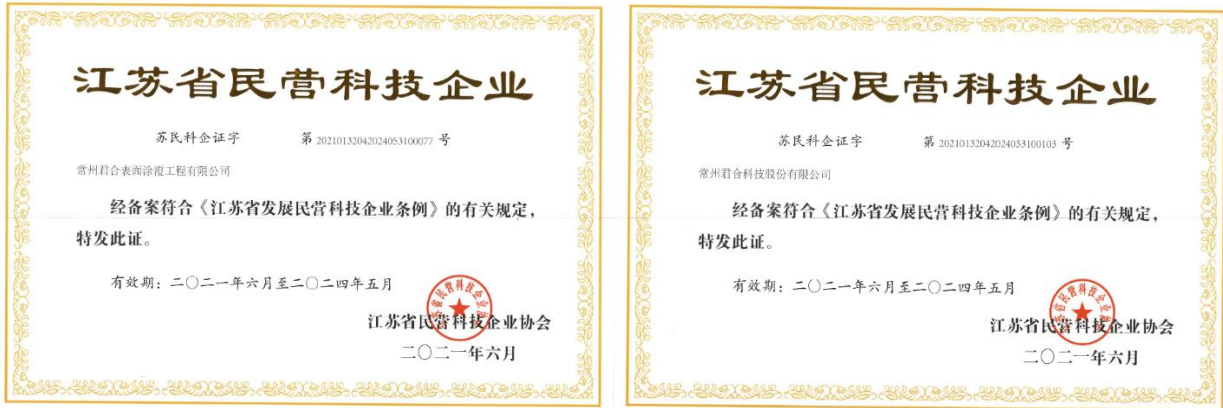 江苏省民营科技企业
苏民科企证字 第 20210132042024053100077 号
常州君合表面涂覆工程有限公司
经备案符合《江苏省发展民营科技企业条例》的有关规定，
特发此证。
有效期：二〇二一年六月至二〇二四年五月
江苏省民营科技企业协会
二〇二一年六月
江苏省民营科技企业
苏民科企证字 第 20210132042024053100103 号
常州君合科技股份有限公司
经备案符合《江苏省发展民营科技企业条例》的有关规定，
特发此证。
有效期：二〇二一年六月至二〇二四年五月
江苏省民营科技企业协会
二〇二一年六月